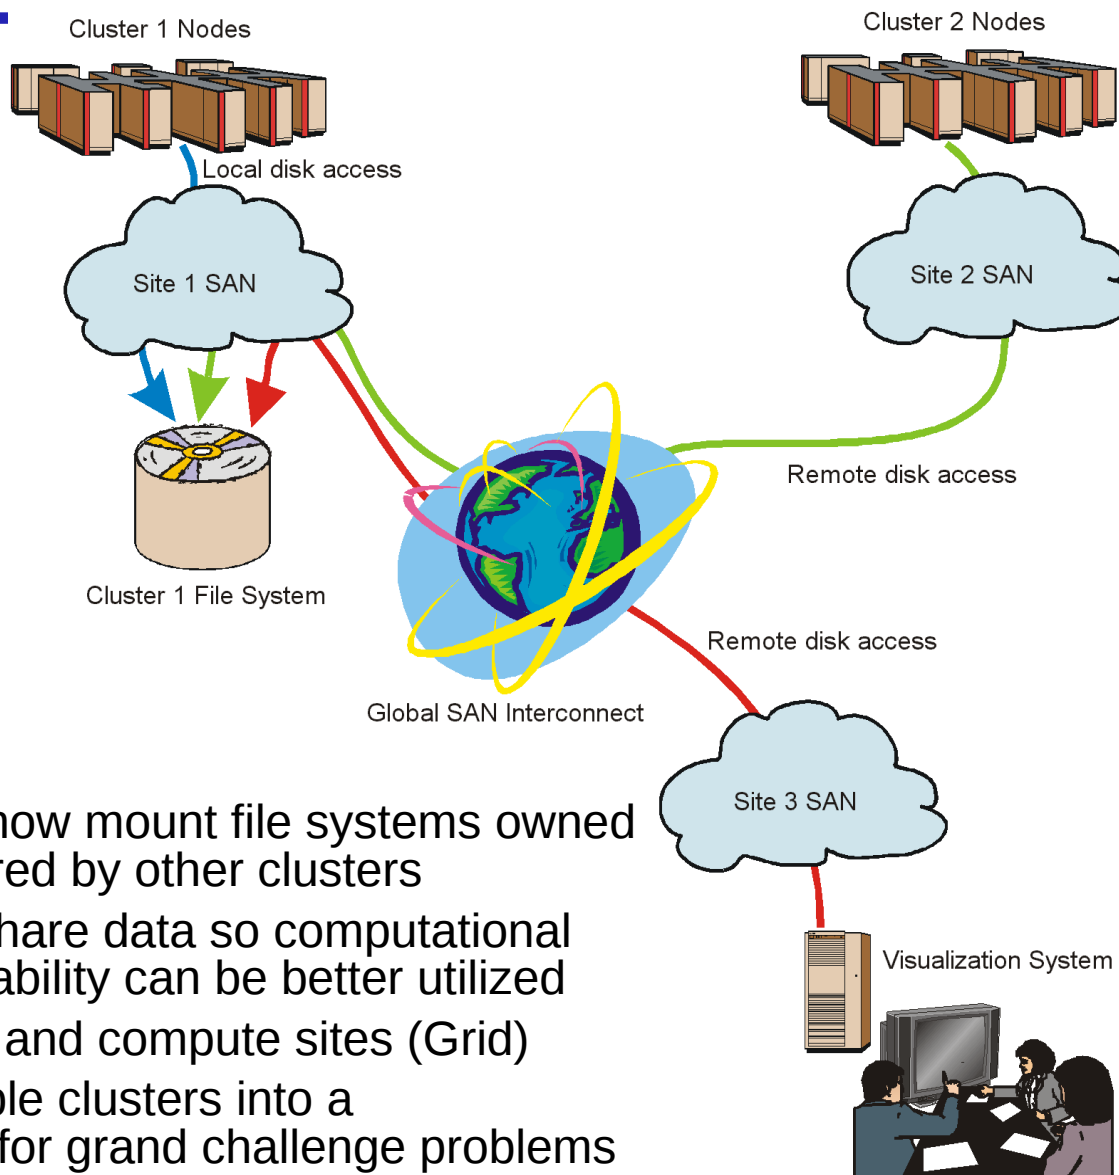 Cluster 1 Nodes
Cluster 2 Nodes
Local disk access
Site 1 SAN
Site 2 SAN
Remote disk access
Cluster 1 File System
Remote disk access
Global SAN Interconnect
Site 3 SAN
now mount file systems owned
red by other clusters
hare data so computational
ability can be better utilized
and compute sites (Grid)
ple clusters into a
for grand challenge problems
Visualization System